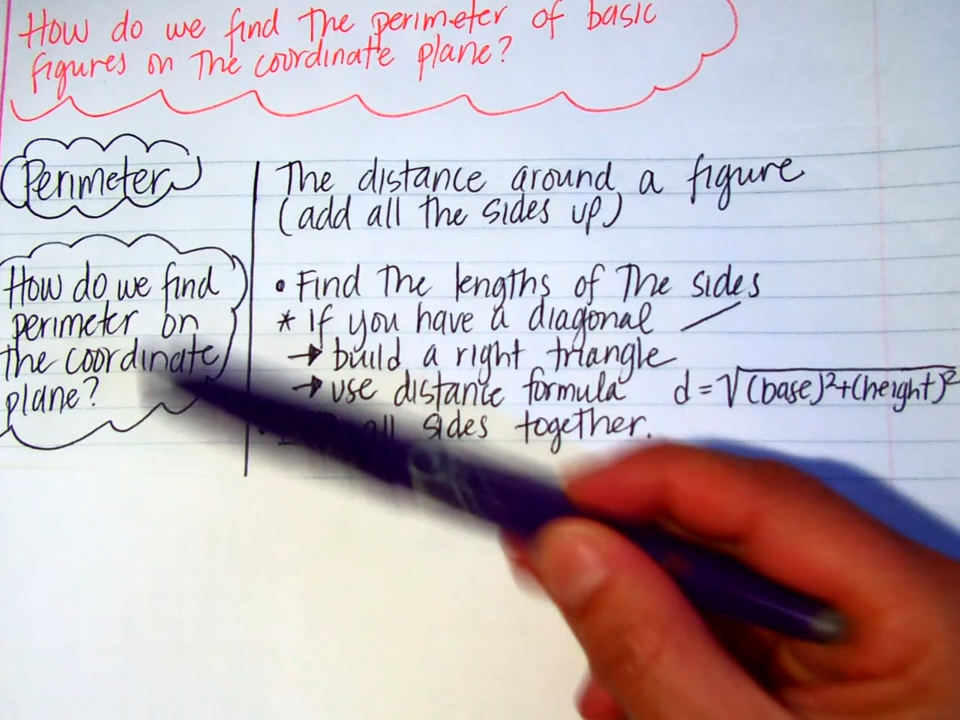 How do we find The perimeter of basic
figures on The coordinate plane?
Perimeter
The distance around a figure
(add all The sides up)
How do we find
perimeter on
the coordinate
plane?
• Find The lengths of The sides
* If you have a diagonal
→ build a right triangle
→ use distance formula d = √(base)²+(height)²
all sides together.